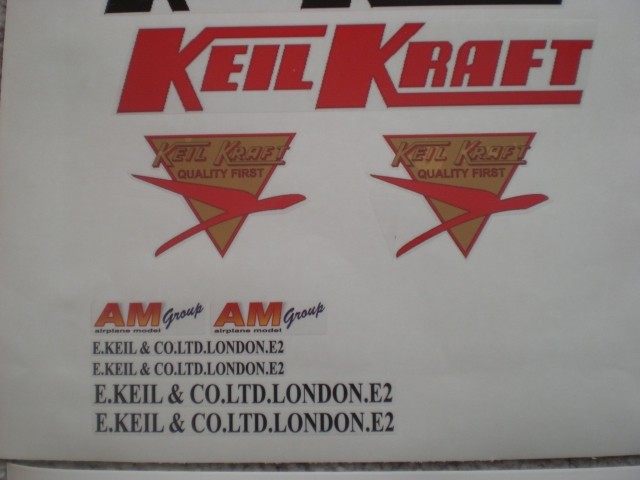 KEIL KRAFT
KEIL KRAFT
QUALITY FIRST
KEIL KRAFT
QUALITY FIRST
AM Group
airplane model
AM Group
airplane model
E.KEIL & CO.LTD.LONDON.E2
E.KEIL & CO.LTD.LONDON.E2
E.KEIL & CO.LTD.LONDON.E2
E.KEIL & CO.LTD.LONDON.E2